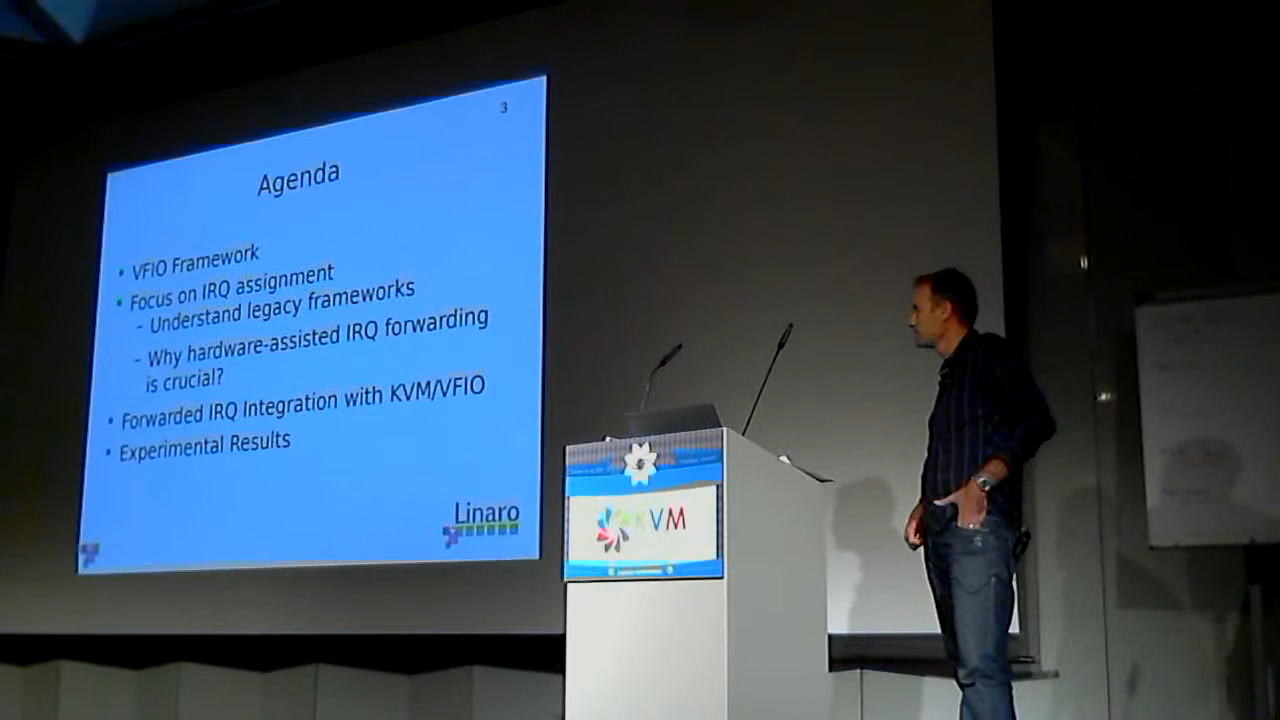 3
Agenda
• VFIO Framework
• Focus on IRQ assignment
– Understand legacy frameworks
– Why hardware-assisted IRQ forwarding
is crucial?
• Forwarded IRQ Integration with KVM/VFIO
• Experimental Results
Linaro
KVM